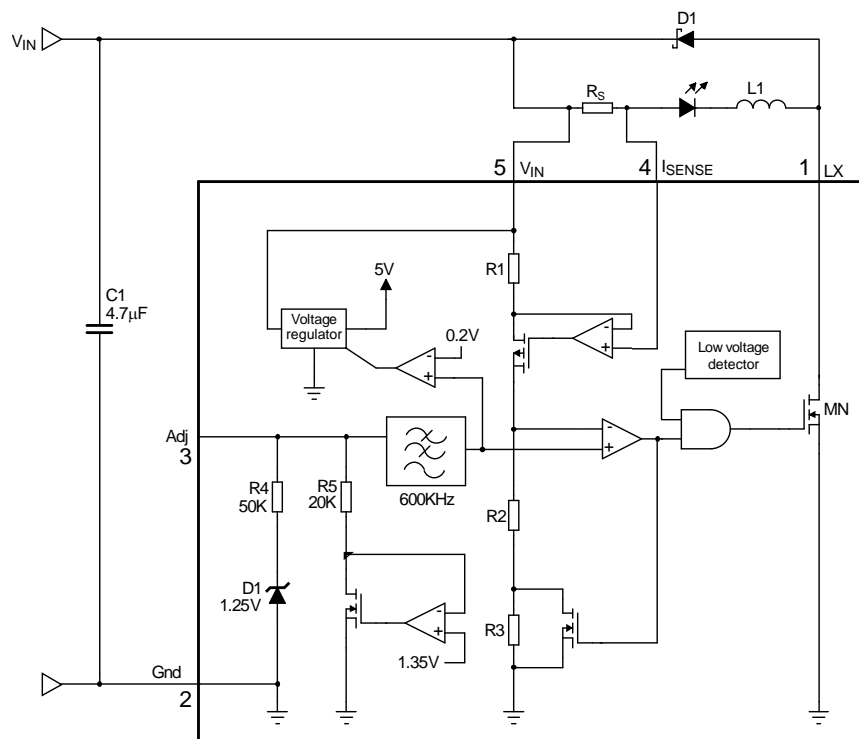 D1
VIN
RS
L1
5 VIN
4 ISENSE
1 LX
R1
5V
C1
4.7µF
Voltage
regulator
0.2V
-
+
-
+
Low voltage
detector
MN
Adj
3
-
+
R4
50K
R5
20K
600KHz
R2
D1
1.25V
-
+
R3
1.35V
Gnd
2